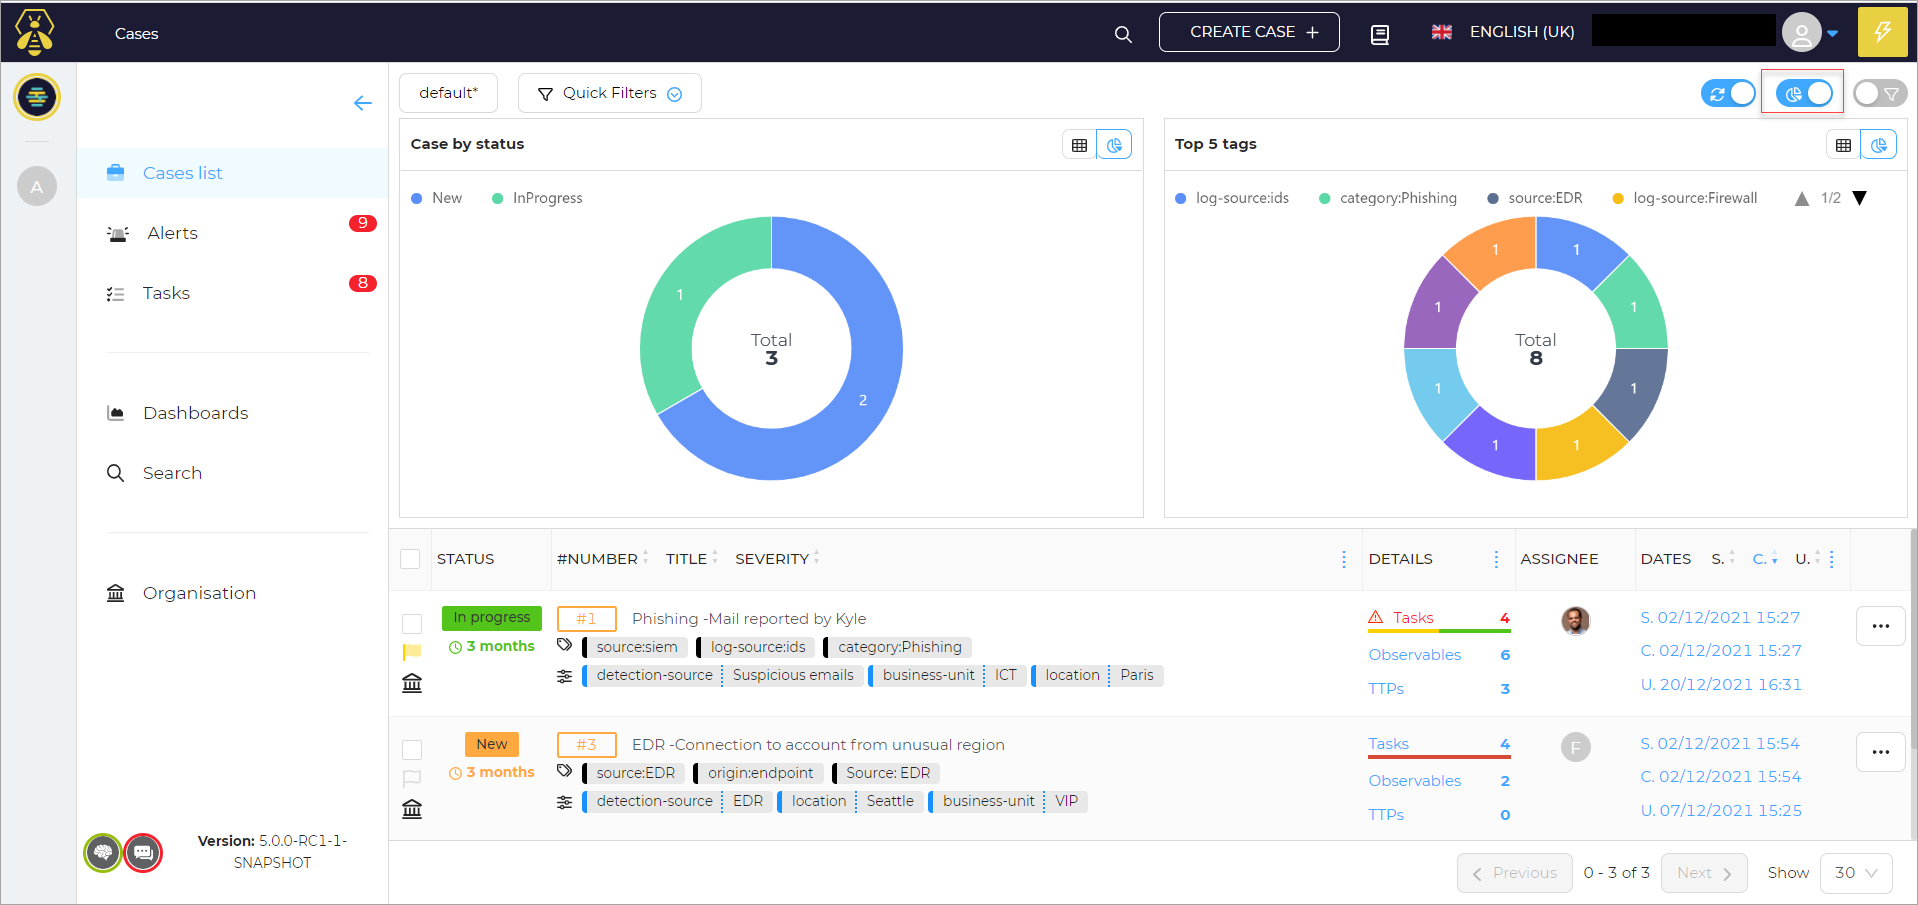 Cases
CREATE CASE +
ENGLISH (UK)
default*
Quick Filters
A
Cases list
Alerts
9
Tasks
8
Dashboards
Search
Organisation
Version: 5.0.0-RC1-1-
SNAPSHOT
Case by status
New
InProgress
1
Total
3
2
Top 5 tags
log-source:ids
category:Phishing
source:EDR
log-source:Firewall
1/2
1
1
1
1
Total
8
1
1
1
1
STATUS
#NUMBER
TITLE
SEVERITY
DETAILS
ASSIGNEE
DATES
S.
C.
U.
In progress
3 months
#1
Phishing -Mail reported by Kyle
source:siem
log-source:ids
category:Phishing
detection-source
Suspicious emails
business-unit
ICT
location
Paris
Tasks
4
Observables
6
TTPs
3
S. 02/12/2021 15:27
C. 02/12/2021 15:27
U. 20/12/2021 16:31
New
3 months
#3
EDR -Connection to account from unusual region
source:EDR
origin:endpoint
Source: EDR
detection-source
EDR
location
Seattle
business-unit
VIP
Tasks
4
Observables
2
TTPs
0
F
S. 02/12/2021 15:54
C. 02/12/2021 15:54
U. 07/12/2021 15:25
Previous
0 - 3 of 3
Next
Show
30